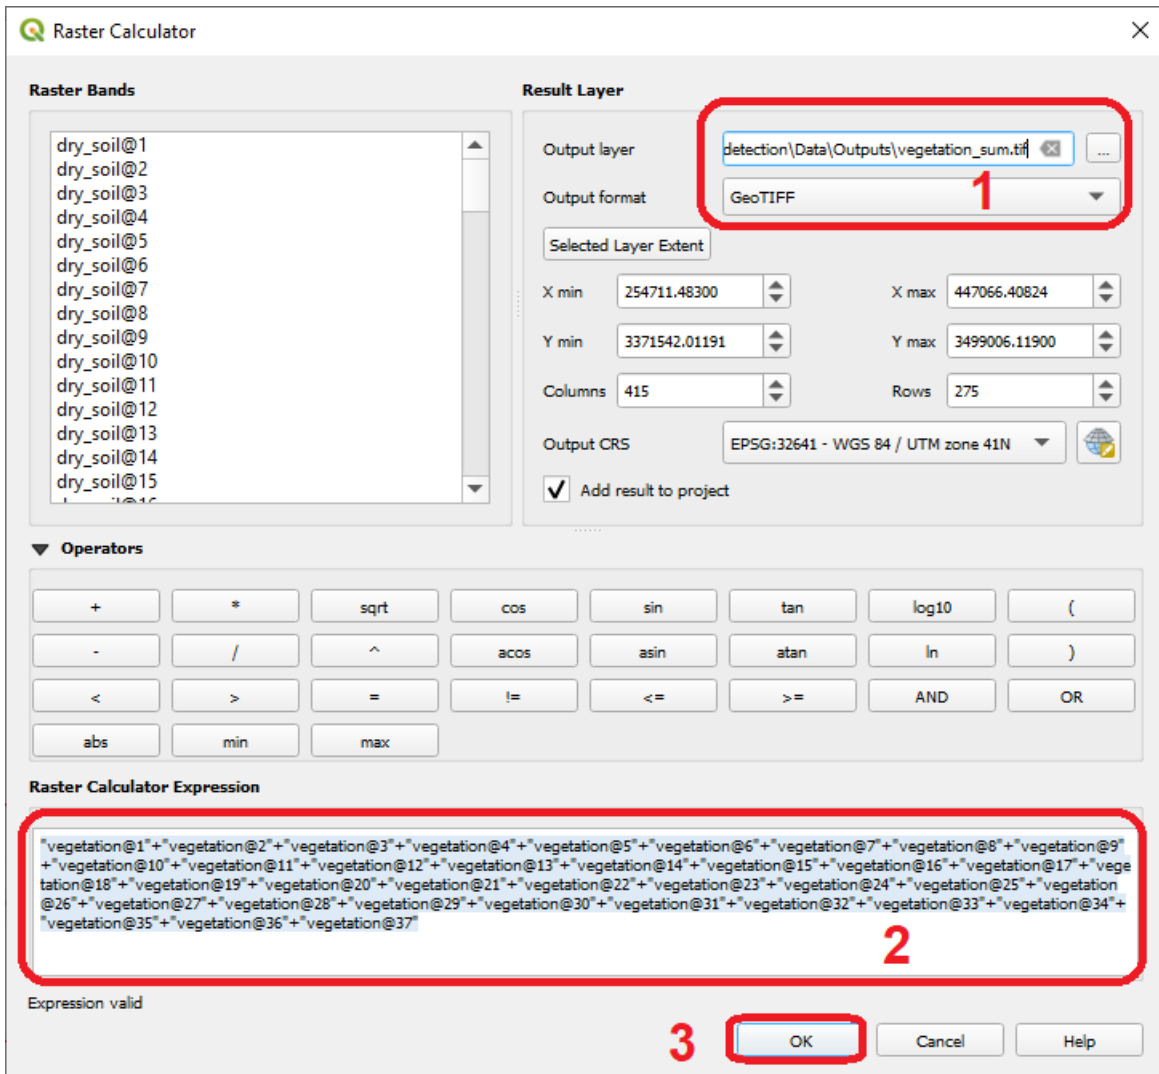 Raster Calculator
Raster Bands
dry_soil@1
dry_soil@2
dry_soil@3
dry_soil@4
dry_soil@5
dry_soil@6
dry_soil@7
dry_soil@8
dry_soil@9
dry_soil@10
dry_soil@11
dry_soil@12
dry_soil@13
dry_soil@14
dry_soil@15
Result Layer
Output layer detection\Data\Outputs\vegetation_sum.tif ...
1
Output format GeoTIFF
Selected Layer Extent
X min 254711.48300 X max 447066.40824
Y min 3371542.01191 Y max 3499006.11900
Columns 415 Rows 275
Output CRS EPSG:32641 - WGS 84 / UTM zone 41N
Add result to project
Operators
+ * sqrt cos sin tan log10 (
- / ^ acos asin atan ln )
< > = != <= >= AND OR
abs min max
Raster Calculator Expression
"vegetation@1"+"vegetation@2"+"vegetation@3"+"vegetation@4"+"vegetation@5"+"vegetation@6"+"vegetation@7"+"vegetation@8"+"vegetation@9"
+"vegetation@10"+"vegetation@11"+"vegetation@12"+"vegetation@13"+"vegetation@14"+"vegetation@15"+"vegetation@16"+"vegetation@17"+"vege
tation@18"+"vegetation@19"+"vegetation@20"+"vegetation@21"+"vegetation@22"+"vegetation@23"+"vegetation@24"+"vegetation@25"+"vegetation
@26"+"vegetation@27"+"vegetation@28"+"vegetation@29"+"vegetation@30"+"vegetation@31"+"vegetation@32"+"vegetation@33"+"vegetation@34"+
"vegetation@35"+"vegetation@36"+"vegetation@37"
2
Expression valid
3 OK Cancel Help